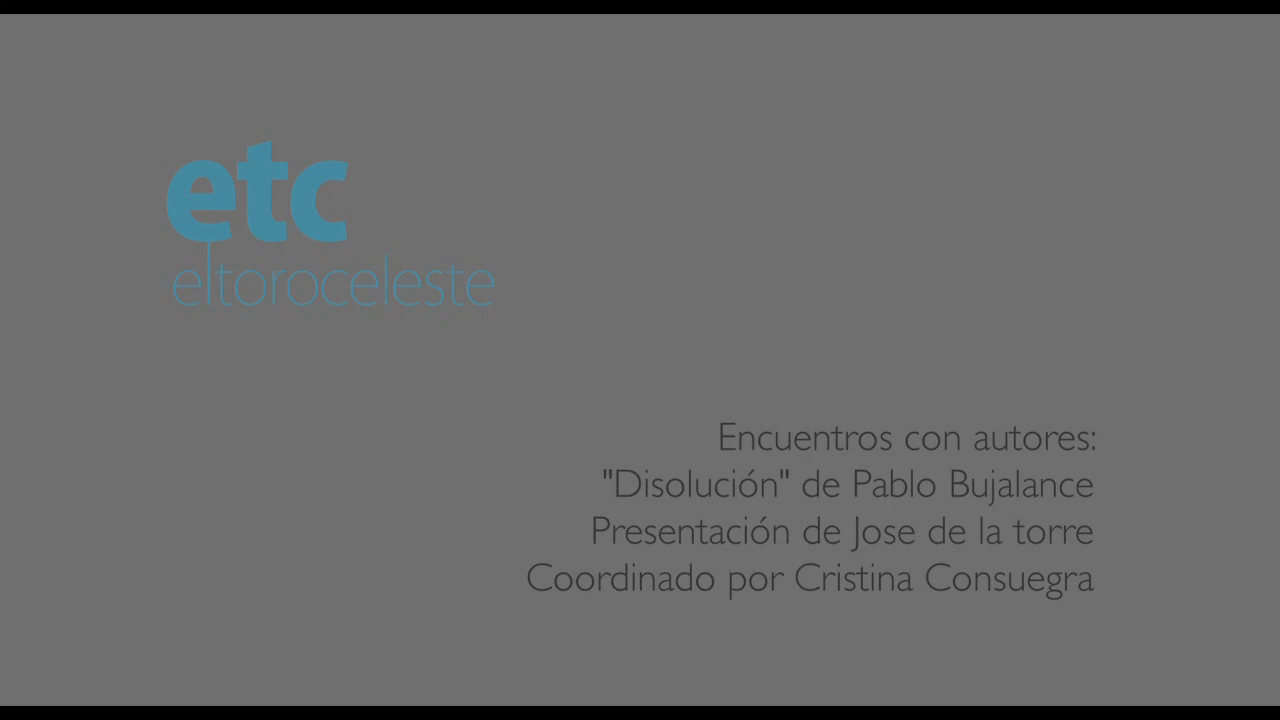 etc
eltoroceleste
Encuentros con autores:
"Disolución" de Pablo Bujalance
Presentación de Jose de la torre
Coordinado por Cristina Consuegra